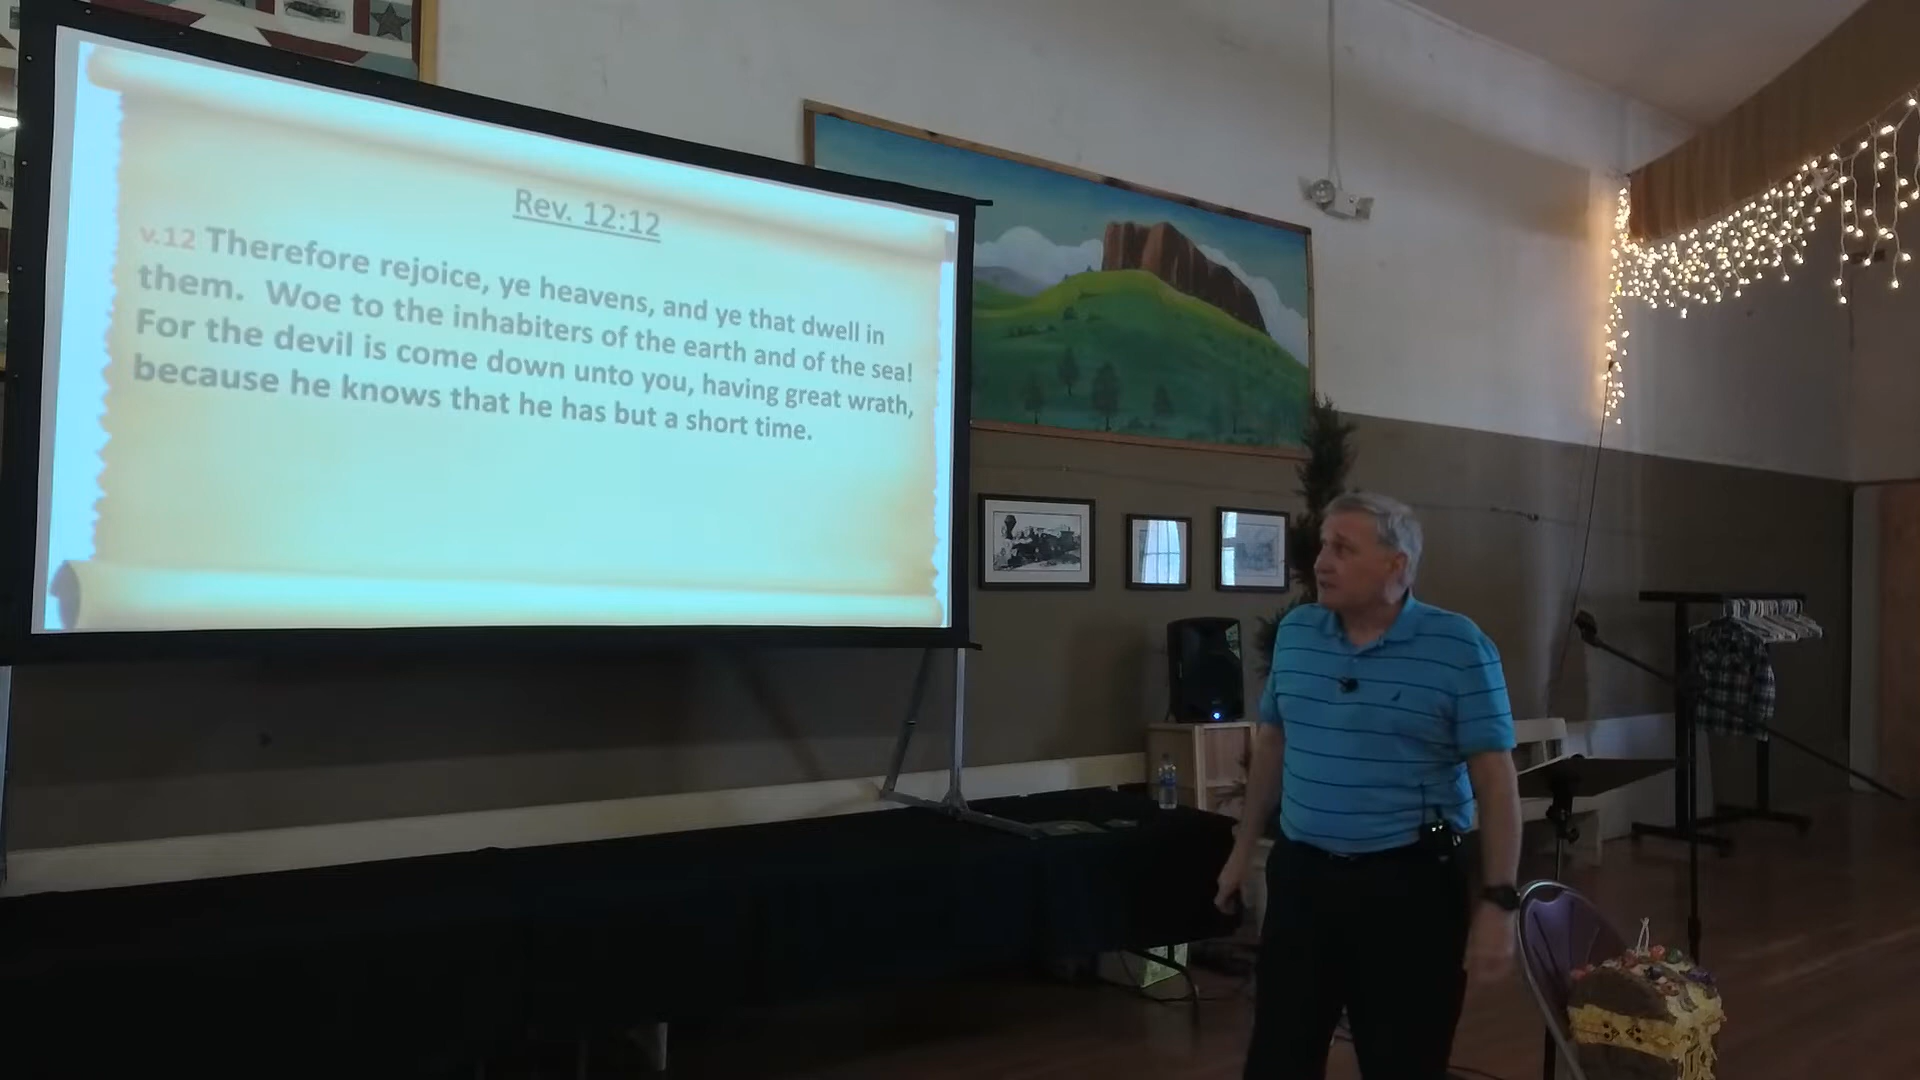 Rev. 12:12
v.12 Therefore rejoice, ye heavens, and ye that dwell in
them. Woe to the inhabiters of the earth and of the sea!
For the devil is come down unto you, having great wrath,
because he knows that he has but a short time.